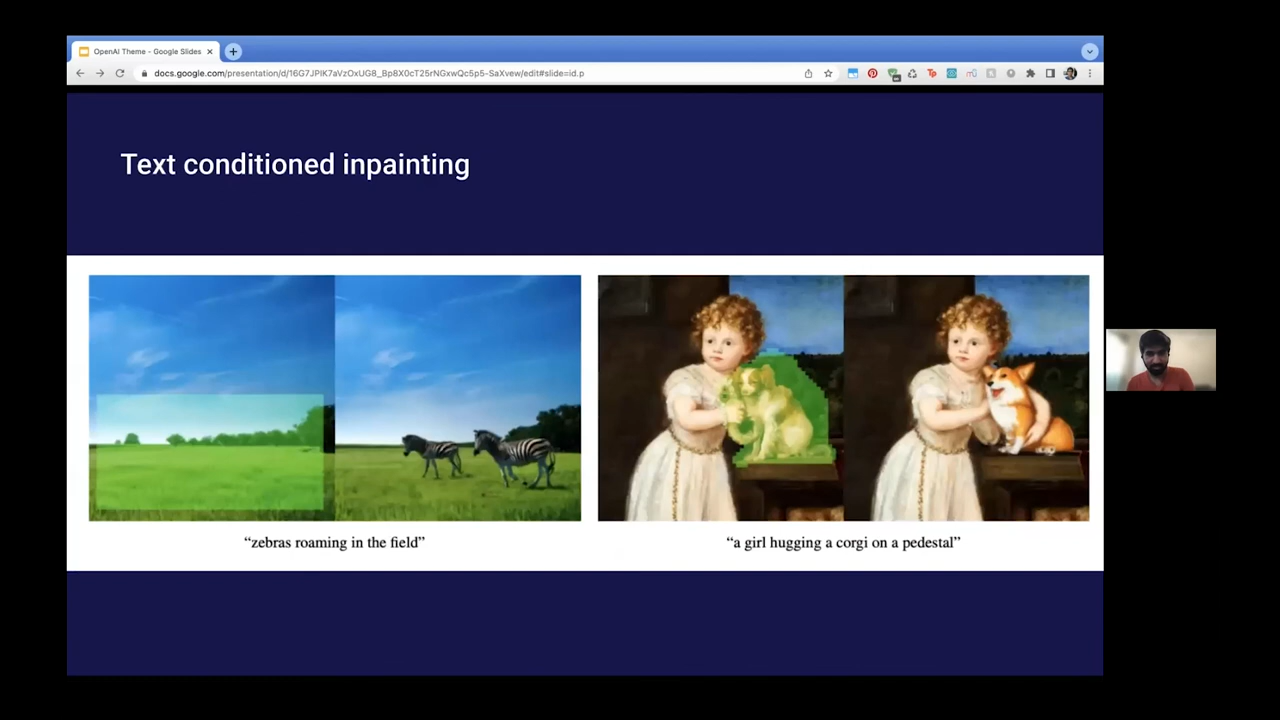 OpenAI Theme - Google Slides
docs.google.com/presentation/d/16G7JPIK7aVzOxUG8_Bp8X0cT25rNGxwQc5p5-SaXvew/edit#slide=id.p
Text conditioned inpainting
“zebras roaming in the field”
“a girl hugging a corgi on a pedestal”